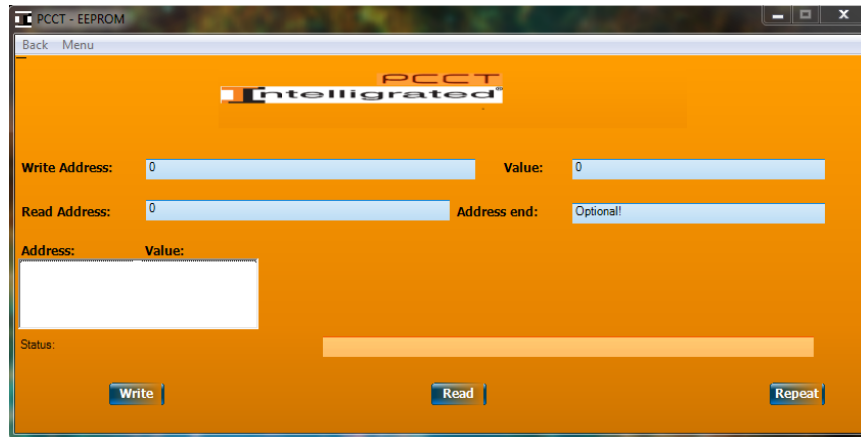 PCCT - EEPROM
Back Menu
PCCT
Intelligrated®
Write Address: 0 Value: 0
Read Address: 0 Address end: Optional!
Address: Value:
Status:
Write Read Repeat